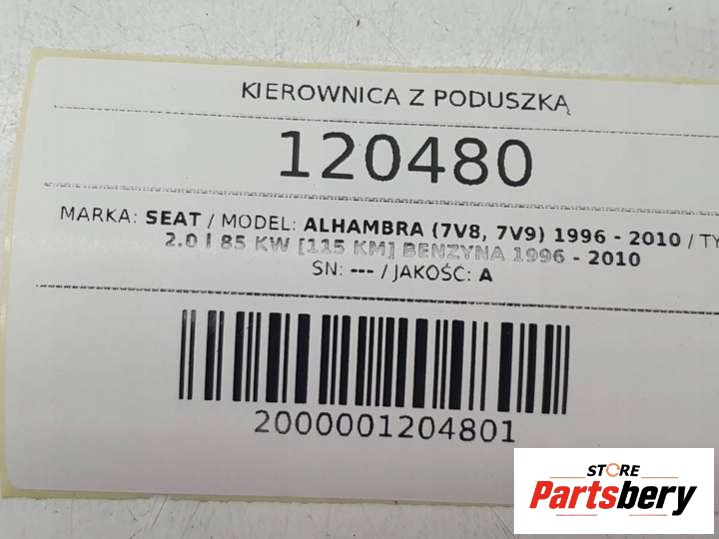 KIEROWNICA Z PODUSZKĄ
120480
MARKA: SEAT / MODEL: ALHAMBRA (7V8, 7V9) 1996 - 2010 / TY
2.0 i 85 KW [115 KM] BENZYNA 1996 - 2010
SN: --- / JAKOŚĆ: A
2000001204801
STORE
Partsbery